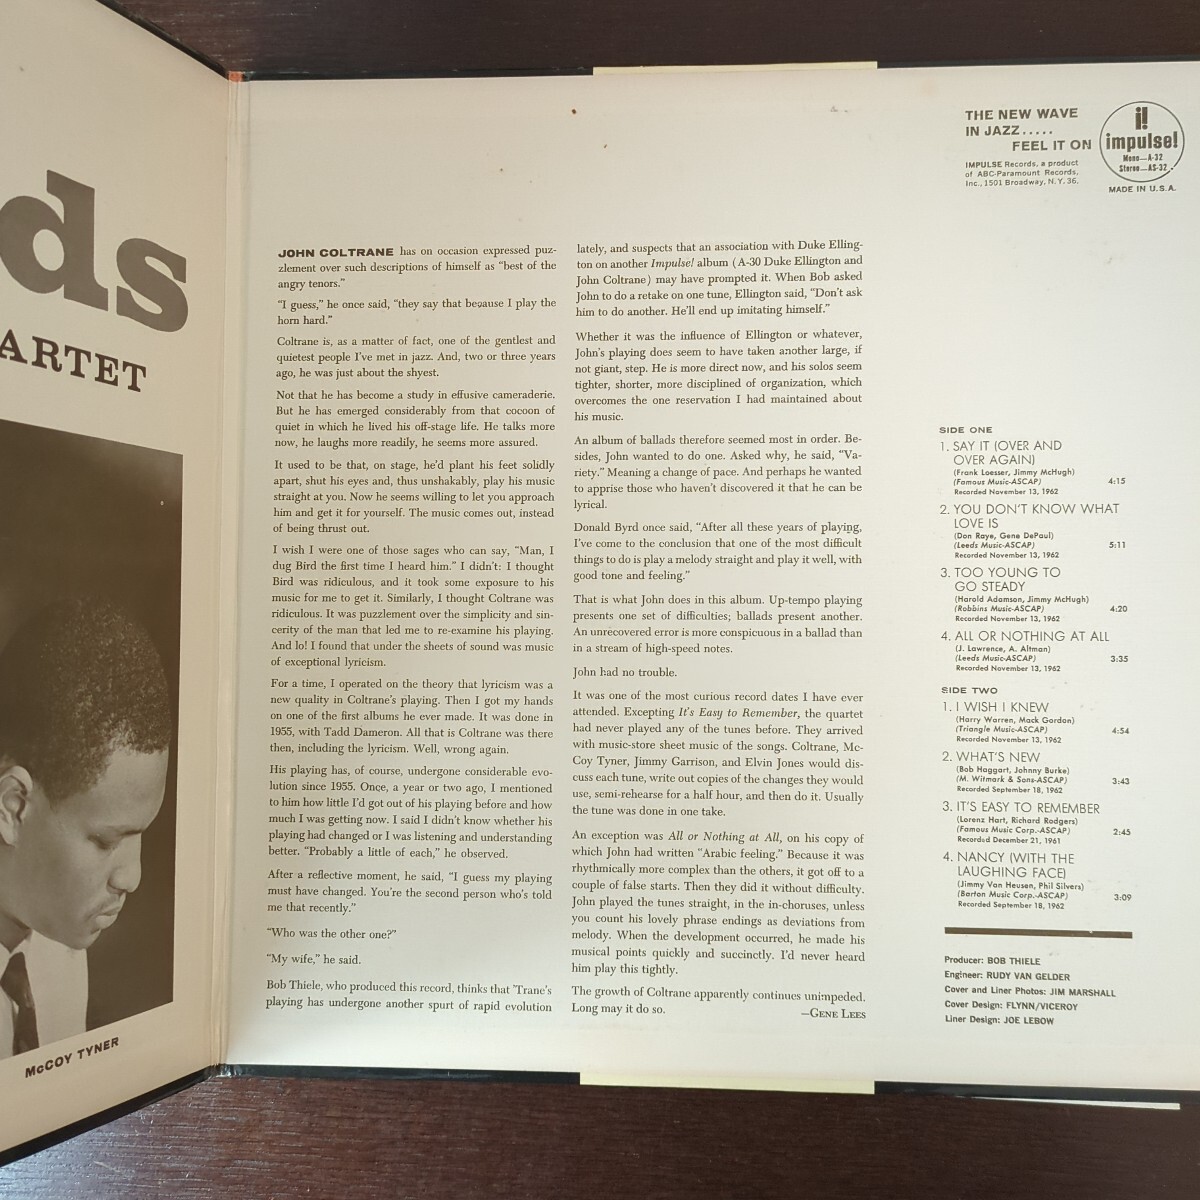 ds
ARTET
McCOY TYNER
JOHN COLTRANE has on occasion expressed puz-
zlement over such descriptions of himself as "best of the
angry tenors."
"I guess," he once said, "they say that because I play the
horn hard."
Coltrane is, as a matter of fact, one of the gentlest and
quietest people I've met in jazz. And, two or three years
ago, he was just about the shyest.
Not that he has become a study in effusive cameraderie.
But he has emerged considerably from that cocoon of
quiet in which he lived his off-stage life. He talks more
now, he laughs more readily, he seems more assured.
It used to be that, on stage, he'd plant his feet solidly
apart, shut his eyes and, thus unshakably, play his music
straight at you. Now he seems willing to let you approach
him and get it for yourself. The music comes out, instead
of being thrust out.
I wish I were one of those sages who can say, "Man, I
dug Bird the first time I heard him." I didn't: I thought
Bird was ridiculous, and it took some exposure to his
music for me to get it. Similarly, I thought Coltrane was
ridiculous. It was puzzlement over the simplicity and sin-
cerity of the man that led me to re-examine his playing.
And lo! I found that under the sheets of sound was music
of exceptional lyricism.
For a time, I operated on the theory that lyricism was a
new quality in Coltrane's playing. Then I got my hands
on one of the first albums he ever made. It was done in
1955, with Tadd Dameron. All that is Coltrane was there
then, including the lyricism. Well, wrong again.
His playing has, of course, undergone considerable evo-
lution since 1955. Once, a year or two ago, I mentioned
to him how little I'd got out of his playing before and how
much I was getting now. I said I didn't know whether his
playing had changed or I was listening and understanding
better. "Probably a little of each," he observed.
After a reflective moment, he said, "I guess my playing
must have changed. You're the second person who's told
me that recently."
"Who was the other one?"
"My wife," he said.
Bob Thiele, who produced this record, thinks that 'Trane's
playing has undergone another spurt of rapid evolution
lately, and suspects that an association with Duke Elling-
ton on another Impulse! album (A-30 Duke Ellington and
John Coltrane) may have prompted it. When Bob asked
John to do a retake on one tune, Ellington said, "Don't ask
him to do another. He'll end up imitating himself."
Whether it was the influence of Ellington or whatever,
John's playing does seem to have taken another large, if
not giant, step. He is more direct now, and his solos seem
tighter, shorter, more disciplined of organization, which
overcomes the one reservation I had maintained about
his music.
An album of ballads therefore seemed most in order. Be-
sides, John wanted to do one. Asked why, he said, "Va-
riety." Meaning a change of pace. And perhaps he wanted
to apprise those who haven't discovered it that he can be
lyrical.
Donald Byrd once said, "After all these years of playing,
I've come to the conclusion that one of the most difficult
things to do is play a melody straight and play it well, with
good tone and feeling."
That is what John does in this album. Up-tempo playing
presents one set of difficulties; ballads present another.
An unrecovered error is more conspicuous in a ballad than
in a stream of high-speed notes.
John had no trouble.
It was one of the most curious record dates I have ever
attended. Excepting It's Easy to Remember, the quartet
had never played any of the tunes before. They arrived
with music-store sheet music of the songs. Coltrane, Mc-
Coy Tyner, Jimmy Garrison, and Elvin Jones would dis-
cuss each tune, write out copies of the changes they would
use, semi-rehearse for a half hour, and then do it. Usually
the tune was done in one take.
An exception was All or Nothing at All, on his copy of
which John had written "Arabic feeling." Because it was
rhythmically more complex than the others, it got off to a
couple of false starts. Then they did it without difficulty.
John played the tunes straight, in the in-choruses, unless
you count his lovely phrase endings as deviations from
melody. When the development occurred, he made his
musical points quickly and succinctly. I'd never heard
him play this tightly.
The growth of Coltrane apparently continues unimpeded.
Long may it do so. —GENE LEES
THE NEW WAVE
IN JAZZ.....
FEEL IT ON
IMPULSE Records, a product
of ABC-Paramount Records,
Inc., 1501 Broadway, N.Y. 36.
i!
impulse!
Mono—A-32
Stereo—AS-32
MADE IN U.S.A.
SIDE ONE
1. SAY IT (OVER AND
OVER AGAIN)
(Frank Loesser, Jimmy McHugh)
(Famous Music-ASCAP) 4:15
Recorded November 13, 1962
2. YOU DON'T KNOW WHAT
LOVE IS
(Don Raye, Gene DePaul)
(Leeds Music-ASCAP) 5:11
Recorded November 13, 1962
3. TOO YOUNG TO
GO STEADY
(Harold Adamson, Jimmy McHugh)
(Robbins Music-ASCAP) 4:20
Recorded November 13, 1962
4. ALL OR NOTHING AT ALL
(J. Lawrence, A. Altman)
(Leeds Music-ASCAP) 3:35
Recorded November 13, 1962
SIDE TWO
1. I WISH I KNEW
(Harry Warren, Mack Gordon)
(Triangle Music-ASCAP) 4:54
Recorded November 13, 1962
2. WHAT'S NEW
(Bob Haggart, Johnny Burke)
(M. Witmark & Sons-ASCAP) 3:43
Recorded September 18, 1962
3. IT'S EASY TO REMEMBER
(Lorenz Hart, Richard Rodgers)
(Famous Music Corp.-ASCAP) 2:45
Recorded December 21, 1961
4. NANCY (WITH THE
LAUGHING FACE)
(Jimmy Van Heusen, Phil Silvers)
(Barton Music Corp.-ASCAP) 3:09
Recorded September 18, 1962
Producer: BOB THIELE
Engineer: RUDY VAN GELDER
Cover and Liner Photos: JIM MARSHALL
Cover Design: FLYNN/VICEROY
Liner Design: JOE LEBOW